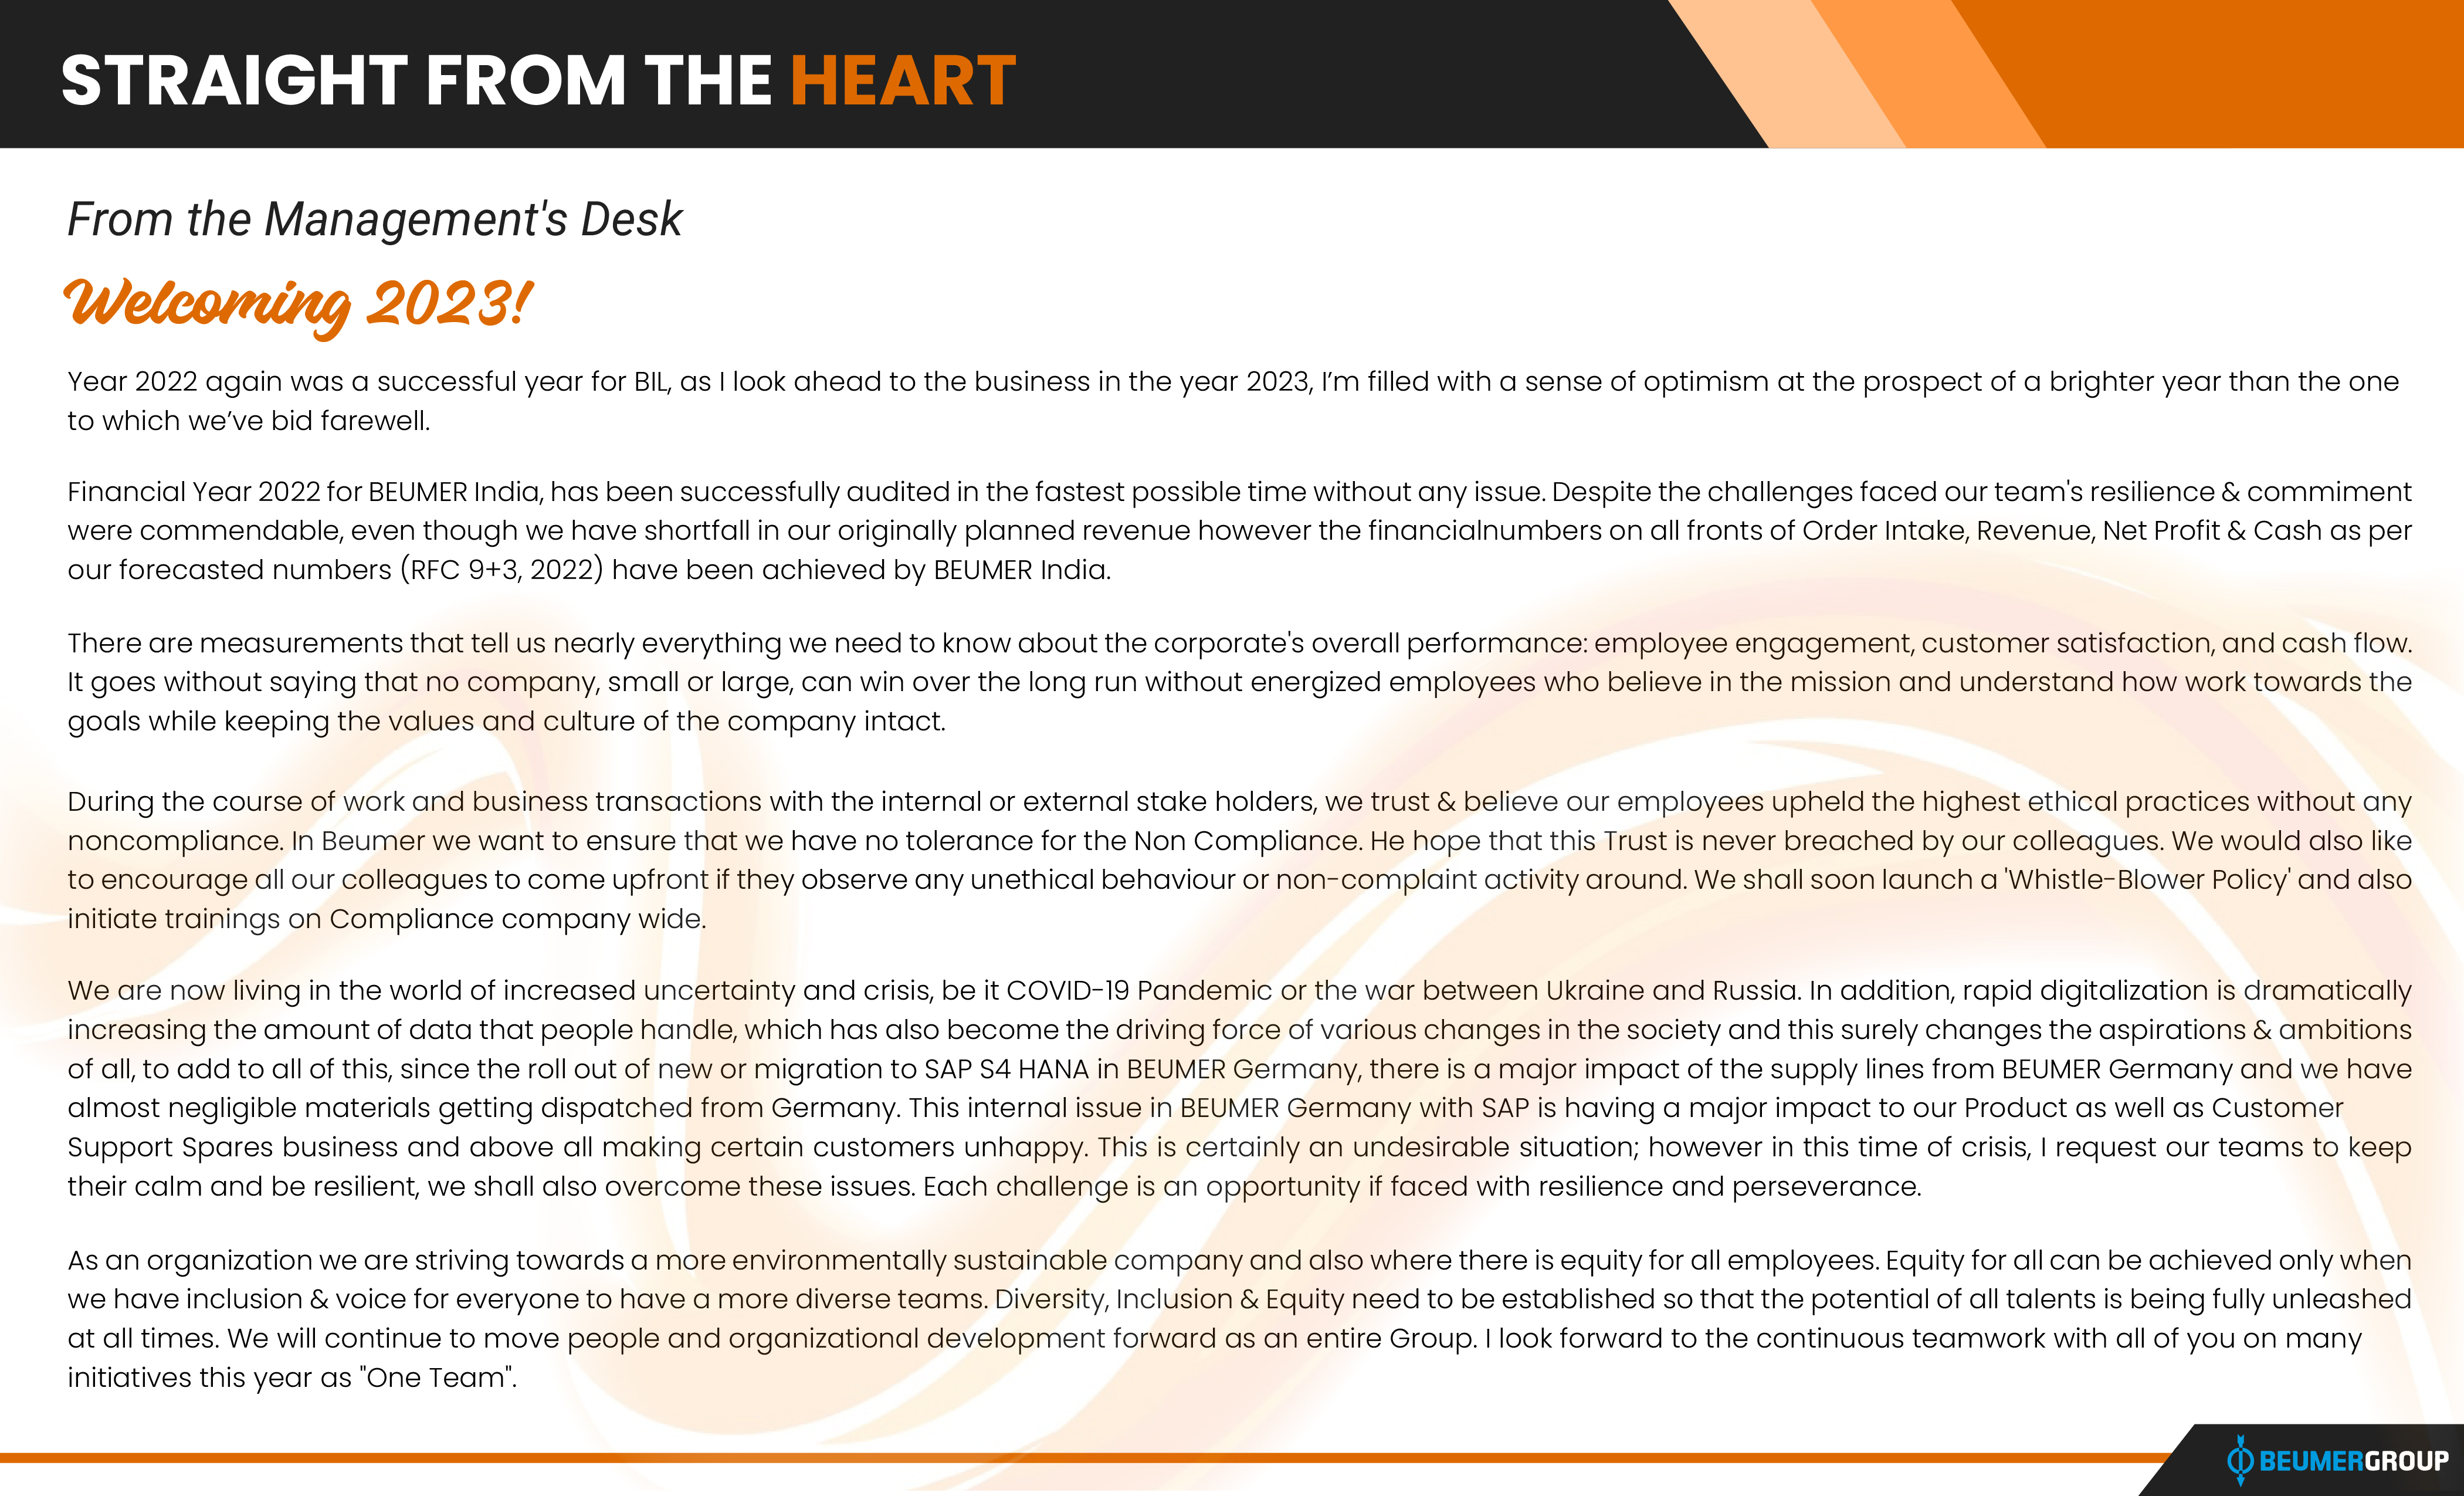 STRAIGHT FROM THE HEART
From the Management's Desk
Welcoming 2023!
Year 2022 again was a successful year for BIL, as I look ahead to the business in the year 2023, I’m filled with a sense of optimism at the prospect of a brighter year than the one
to which we’ve bid farewell.
Financial Year 2022 for BEUMER India, has been successfully audited in the fastest possible time without any issue. Despite the challenges faced our team's resilience & commiment
were commendable, even though we have shortfall in our originally planned revenue however the financialnumbers on all fronts of Order Intake, Revenue, Net Profit & Cash as per
our forecasted numbers (RFC 9+3, 2022) have been achieved by BEUMER India.
There are measurements that tell us nearly everything we need to know about the corporate's overall performance: employee engagement, customer satisfaction, and cash flow.
It goes without saying that no company, small or large, can win over the long run without energized employees who believe in the mission and understand how work towards the
goals while keeping the values and culture of the company intact.
During the course of work and business transactions with the internal or external stake holders, we trust & believe our employees upheld the highest ethical practices without any
noncompliance. In Beumer we want to ensure that we have no tolerance for the Non Compliance. He hope that this Trust is never breached by our colleagues. We would also like
to encourage all our colleagues to come upfront if they observe any unethical behaviour or non-complaint activity around. We shall soon launch a 'Whistle-Blower Policy' and also
initiate trainings on Compliance company wide.
We are now living in the world of increased uncertainty and crisis, be it COVID-19 Pandemic or the war between Ukraine and Russia. In addition, rapid digitalization is dramatically
increasing the amount of data that people handle, which has also become the driving force of various changes in the society and this surely changes the aspirations & ambitions
of all, to add to all of this, since the roll out of new or migration to SAP S4 HANA in BEUMER Germany, there is a major impact of the supply lines from BEUMER Germany and we have
almost negligible materials getting dispatched from Germany. This internal issue in BEUMER Germany with SAP is having a major impact to our Product as well as Customer
Support Spares business and above all making certain customers unhappy. This is certainly an undesirable situation; however in this time of crisis, I request our teams to keep
their calm and be resilient, we shall also overcome these issues. Each challenge is an opportunity if faced with resilience and perseverance.
As an organization we are striving towards a more environmentally sustainable company and also where there is equity for all employees. Equity for all can be achieved only when
we have inclusion & voice for everyone to have a more diverse teams. Diversity, Inclusion & Equity need to be established so that the potential of all talents is being fully unleashed
at all times. We will continue to move people and organizational development forward as an entire Group. I look forward to the continuous teamwork with all of you on many
initiatives this year as "One Team".
BEUMERGROUP